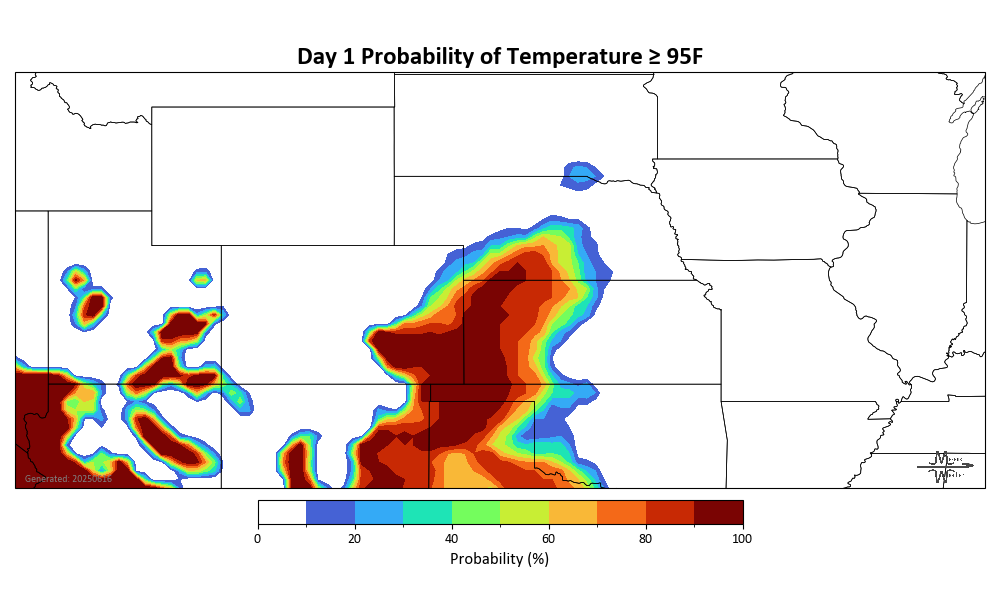 Day 1 Probability of Temperature ≥ 95F
Generated: 20250816
0 20 40 60 80 100
Probability (%)